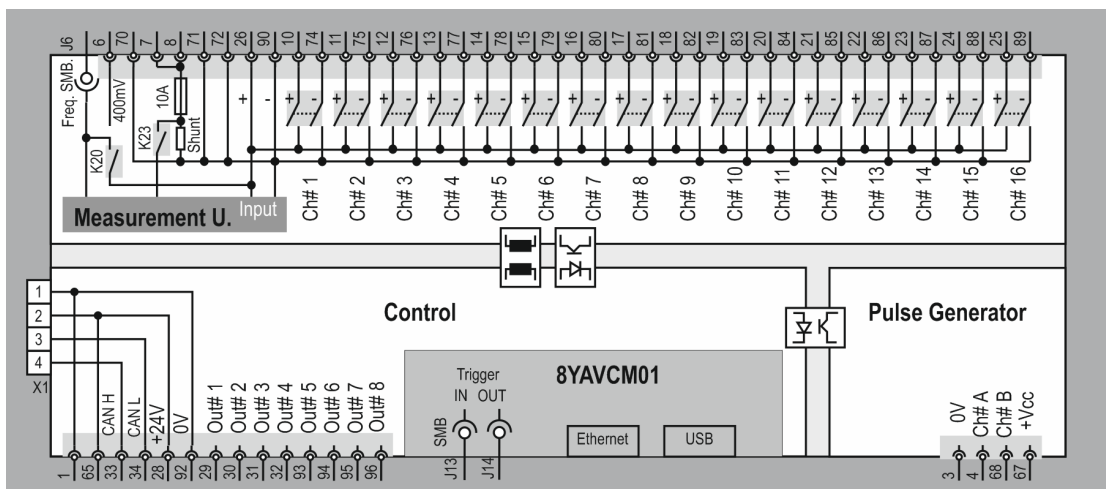 J6 6 70 7 8 71 72 26 90 10 74 11 75 12 76 13 77 14 78 15 79 16 80 17 81 18 82 19 83 20 84 21 85 22 86 23 87 24 88 25 89
Freq. SMB.
400mV
K20
K23
10A
Shunt
+ -
+ - + - + - + - + - + - + - + - + - + - + - + - + - + - + - + -
Measurement U.
Input
Ch# 1 Ch# 2 Ch# 3 Ch# 4 Ch# 5 Ch# 6 Ch# 7 Ch# 8 Ch# 9 Ch# 10 Ch# 11 Ch# 12 Ch# 13 Ch# 14 Ch# 15 Ch# 16
1
2
3
4
X1
Control
Pulse Generator
8YAVCM01
Trigger
IN OUT
SMB
Ethernet
USB
CAN H
CAN L
+24V
0V
Out# 1
Out# 2
Out# 3
Out# 4
Out# 5
Out# 6
Out# 7
Out# 8
0V
Ch# A
Ch# B
+Vcc
1 65 33 34 28 92 29 30 31 32 93 94 95 96 J13 J14 3 4 68 67